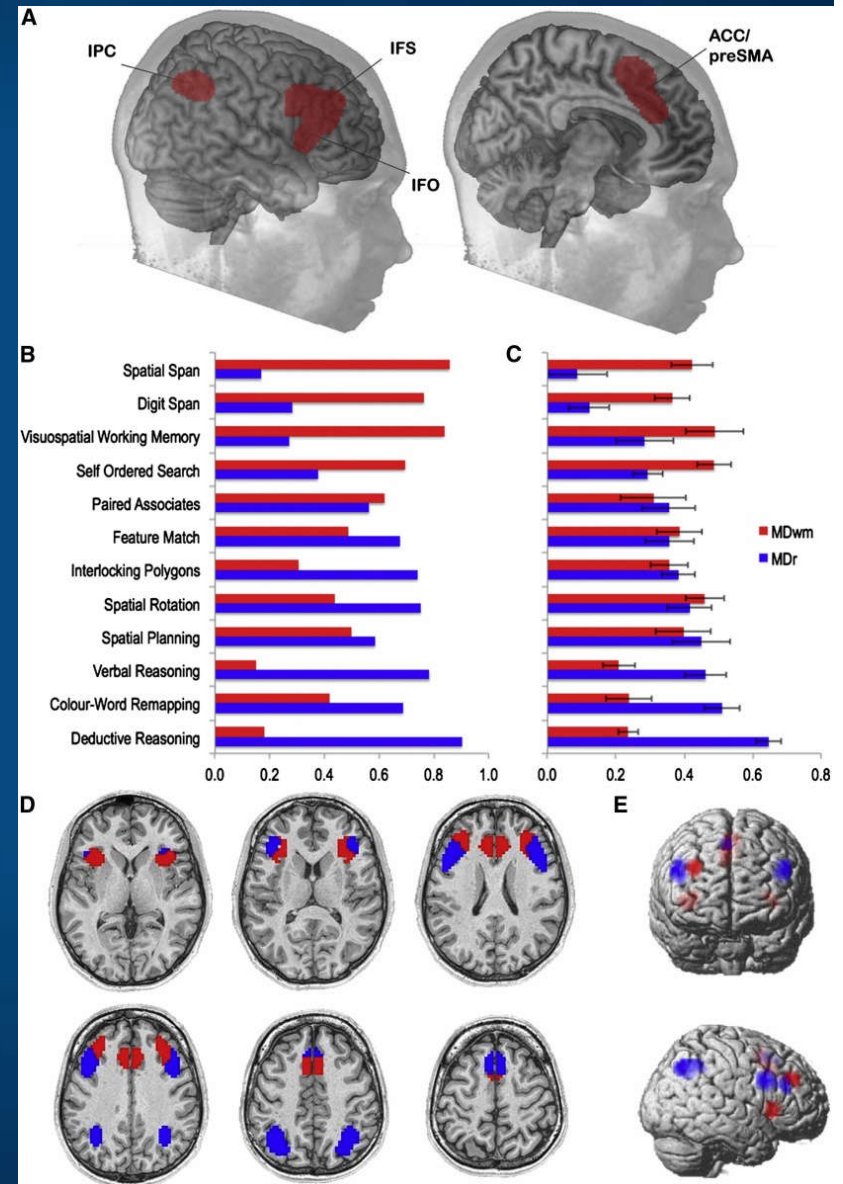 A
IPC
IFS
IFO
ACC/
preSMA
B
Spatial Span
Digit Span
Visuospatial Working Memory
Self Ordered Search
Paired Associates
Feature Match
Interlocking Polygons
Spatial Rotation
Spatial Planning
Verbal Reasoning
Colour-Word Remapping
Deductive Reasoning
0.0 0.2 0.4 0.6 0.8 1.0
C
MDwm
MDr
0.0 0.2 0.4 0.6 0.8
D
E